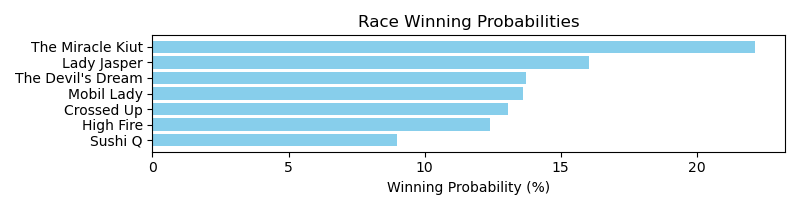 Race Winning Probabilities
The Miracle Kiut
Lady Jasper
The Devil's Dream
Mobil Lady
Crossed Up
High Fire
Sushi Q
0 5 10 15 20
Winning Probability (%)